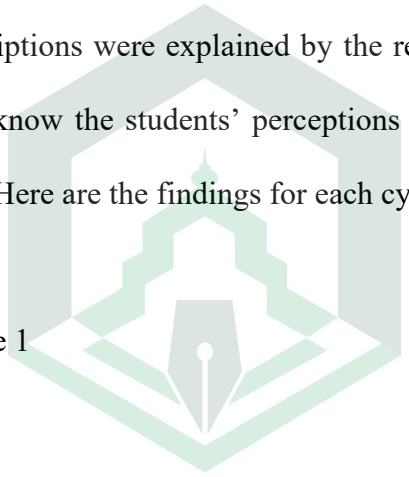 iptions were explained by the re
know the students’ perceptions
Here are the findings for each cy
e 1